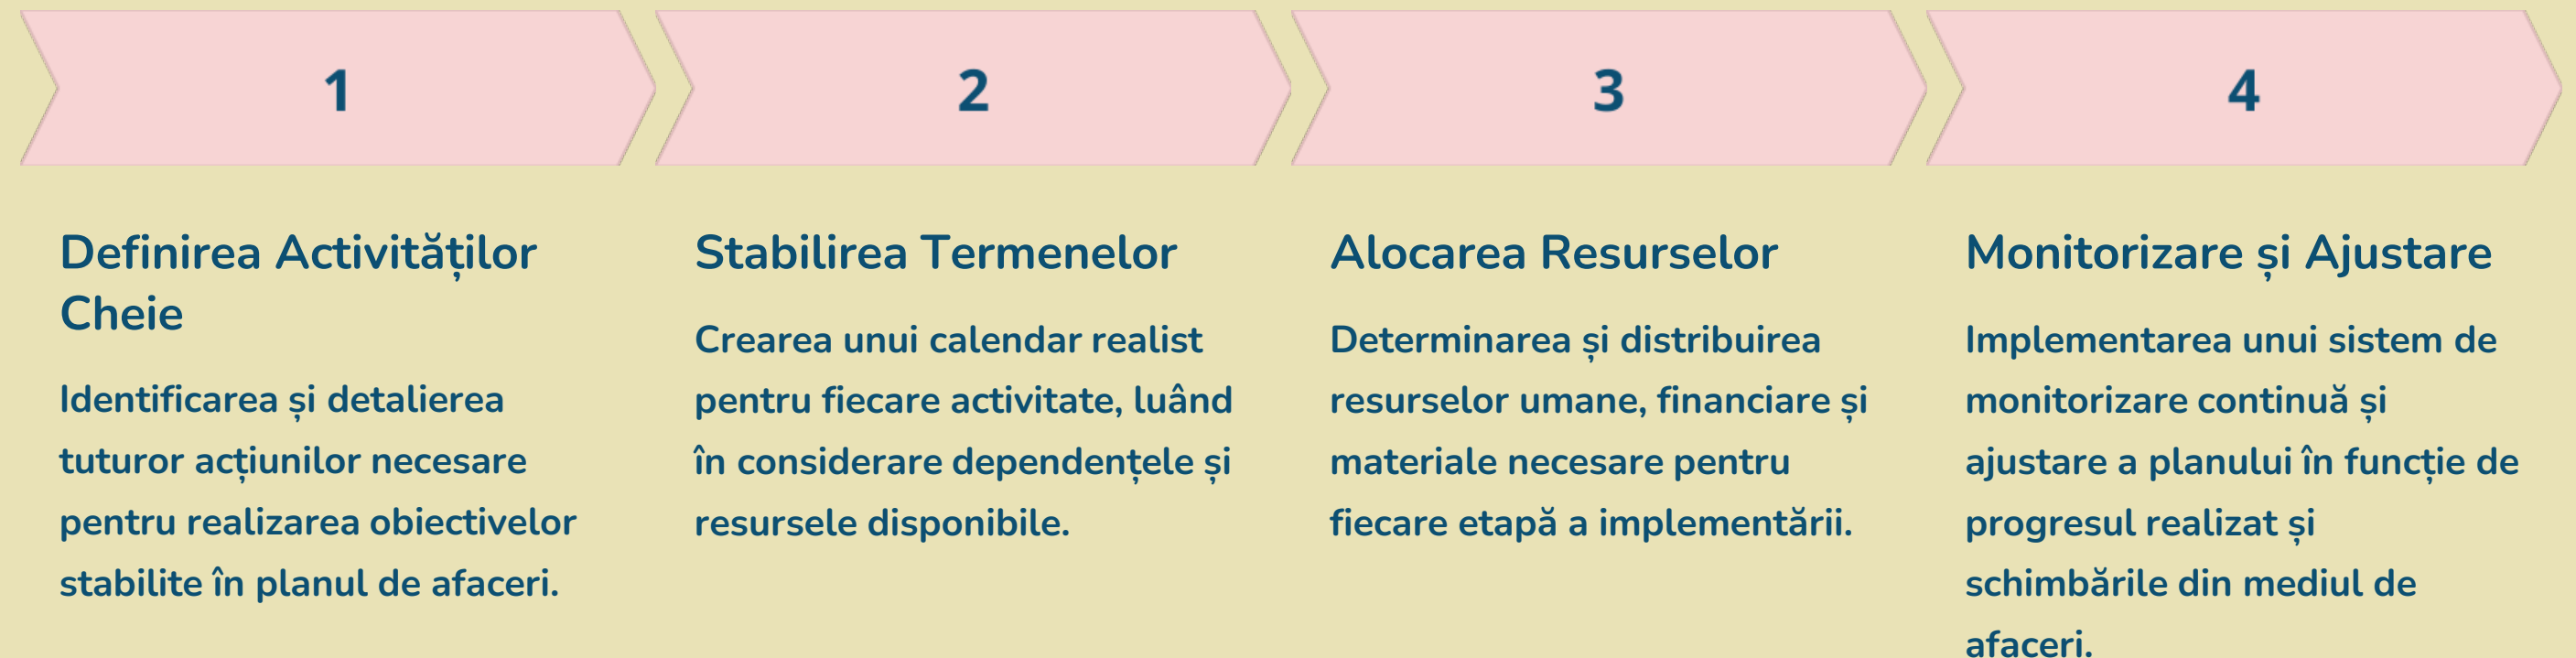 1
2
3
4
Definirea Activităților
Cheie
Identificarea și detalierea
tuturor acțiunilor necesare
pentru realizarea obiectivelor
stabilite în planul de afaceri.
Stabilirea Termenelor
Crearea unui calendar realist
pentru fiecare activitate, luând
în considerare dependențele și
resursele disponibile.
Alocarea Resurselor
Determinarea și distribuirea
resurselor umane, financiare și
materiale necesare pentru
fiecare etapă a implementării.
Monitorizare și Ajustare
Implementarea unui sistem de
monitorizare continuă și
ajustare a planului în funcție de
progresul realizat și
schimbările din mediul de
afaceri.